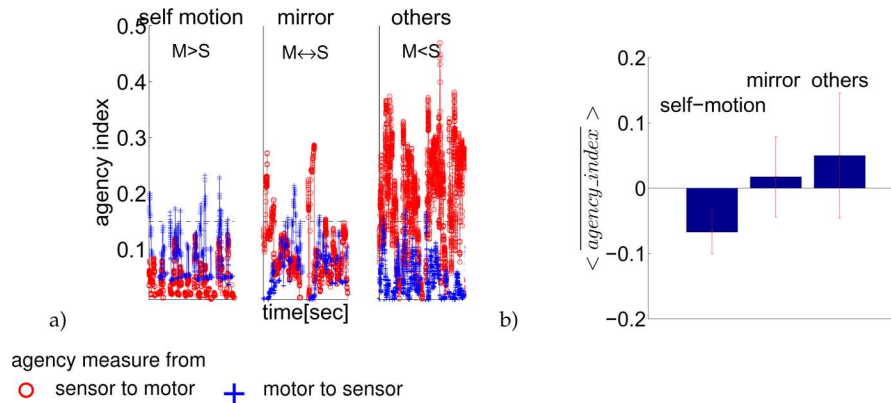 self motion mirror others
M>S M↔S M<S
0.5
0.4
0.3
0.2
0.1
agency index
time[sec]
a)
0.2
0.1
0
−0.1
−0.2
self−motion mirror others
< agency_index >
b)
agency measure from
sensor to motor motor to sensor